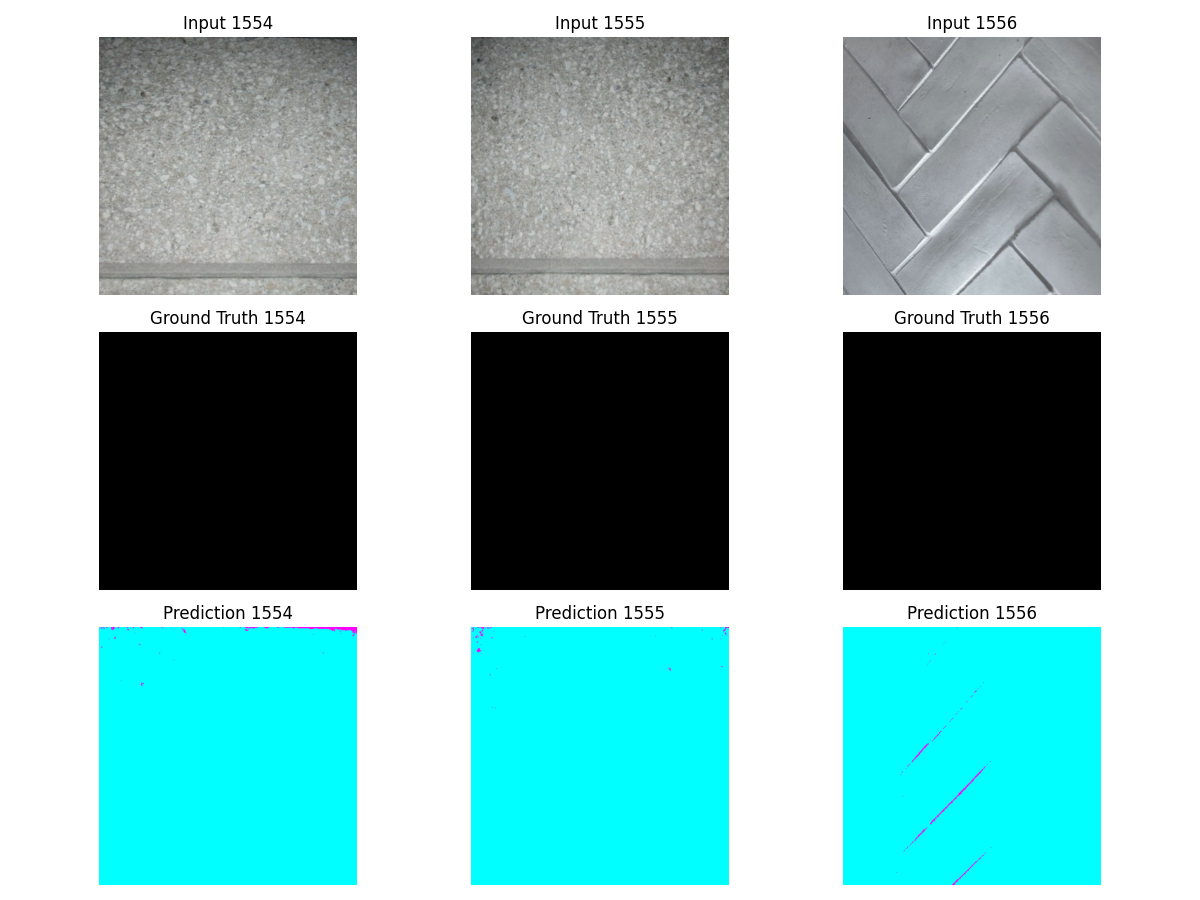 Input 1554
Input 1555
Input 1556
Ground Truth 1554
Ground Truth 1555
Ground Truth 1556
Prediction 1554
Prediction 1555
Prediction 1556